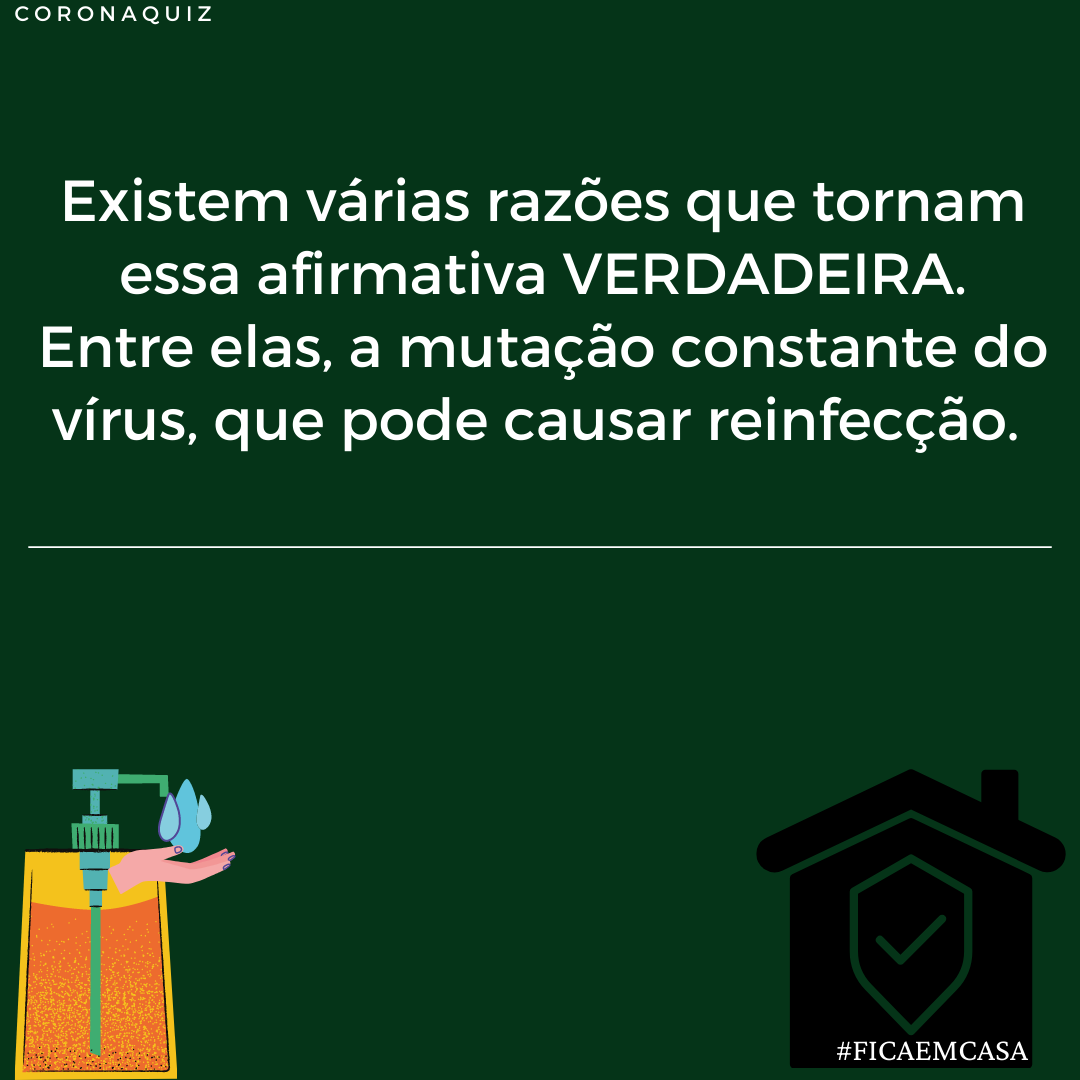 CORONAQUIZ
Existem várias razões que tornam
essa afirmativa VERDADEIRA.
Entre elas, a mutação constante do
vírus, que pode causar reinfecção.
#FICAEMCASA